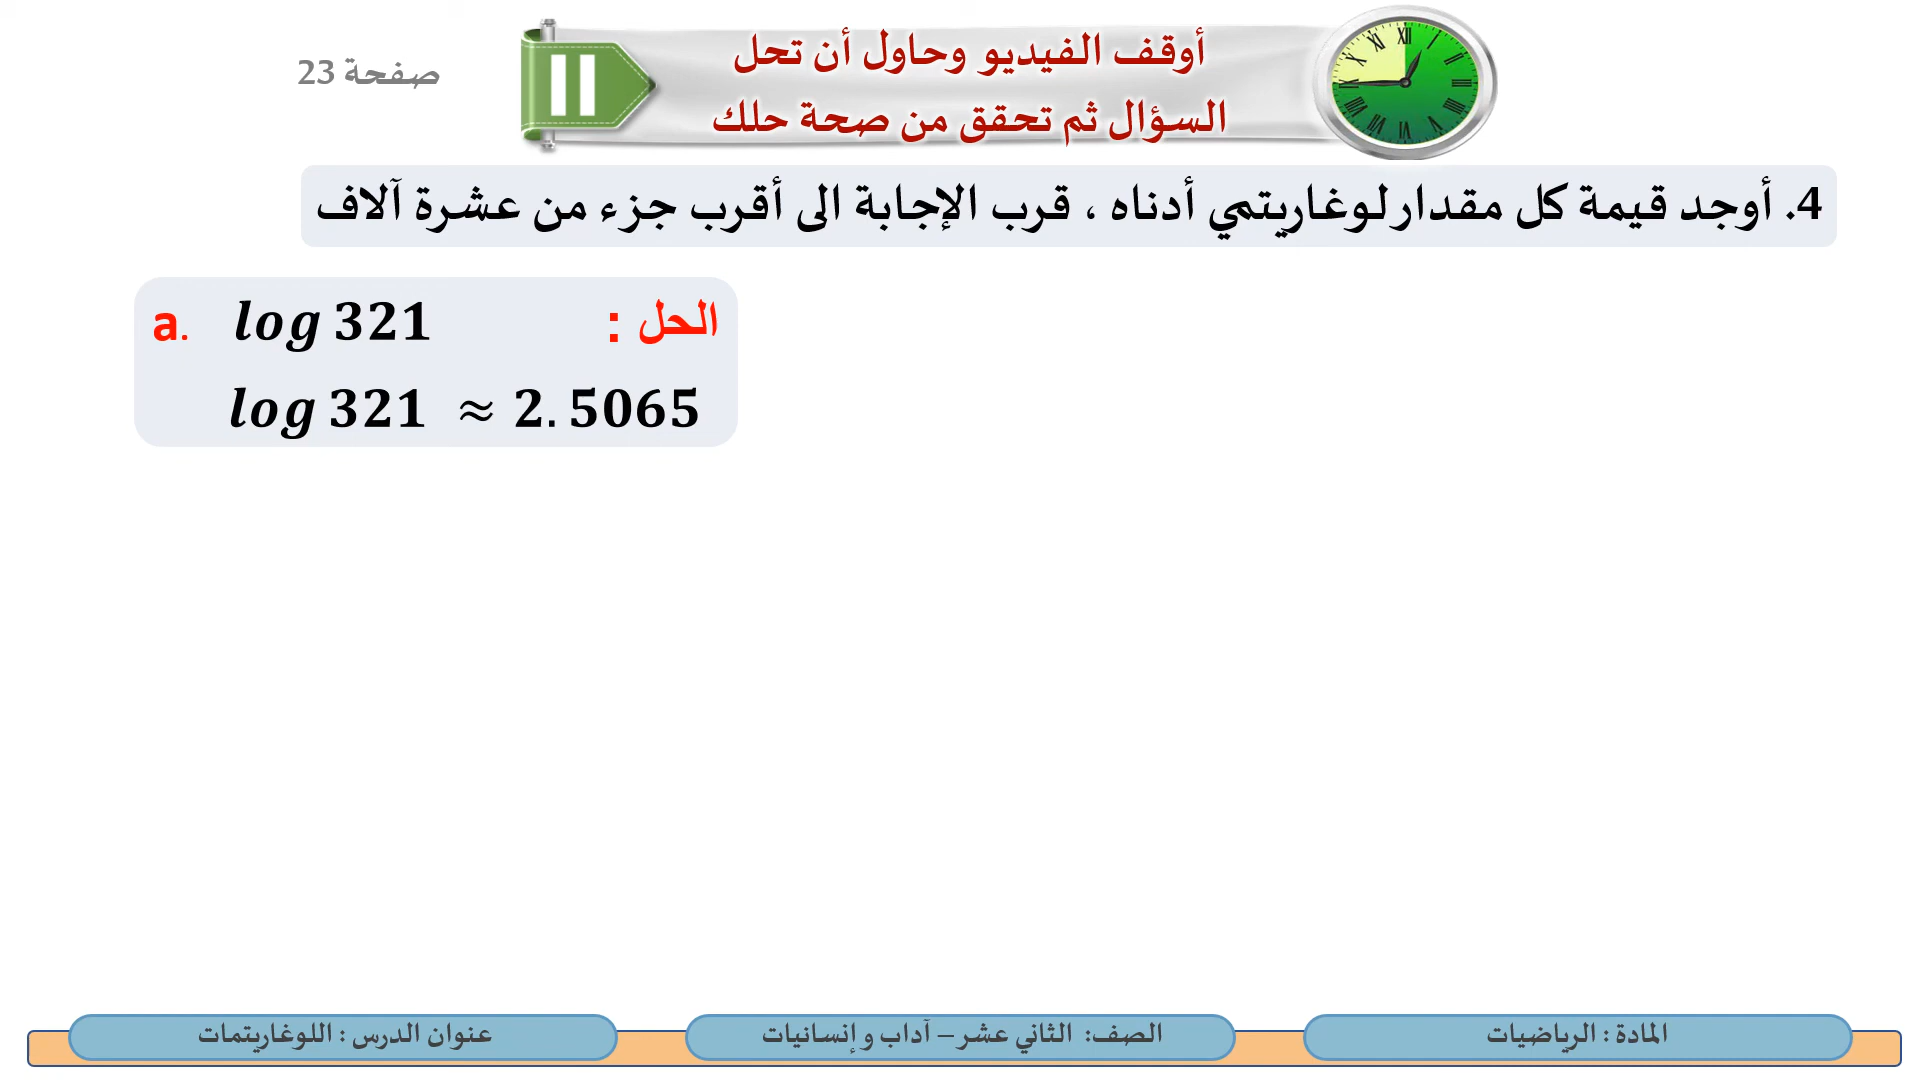 صفحة 23
أوقف الفيديو وحاول أن تحل
السؤال ثم تحقق من صحة حلك
4. أوجد قيمة كل مقدار لوغاريتمي أدناه ، قرب الإجابة الى أقرب جزء من عشرة آلاف
a. log 321 الحل :
log 321 ≈ 2.5065
المادة : الرياضيات
الصف: الثاني عشر – آداب و إنسانيات
عنوان الدرس : اللوغاريتمات